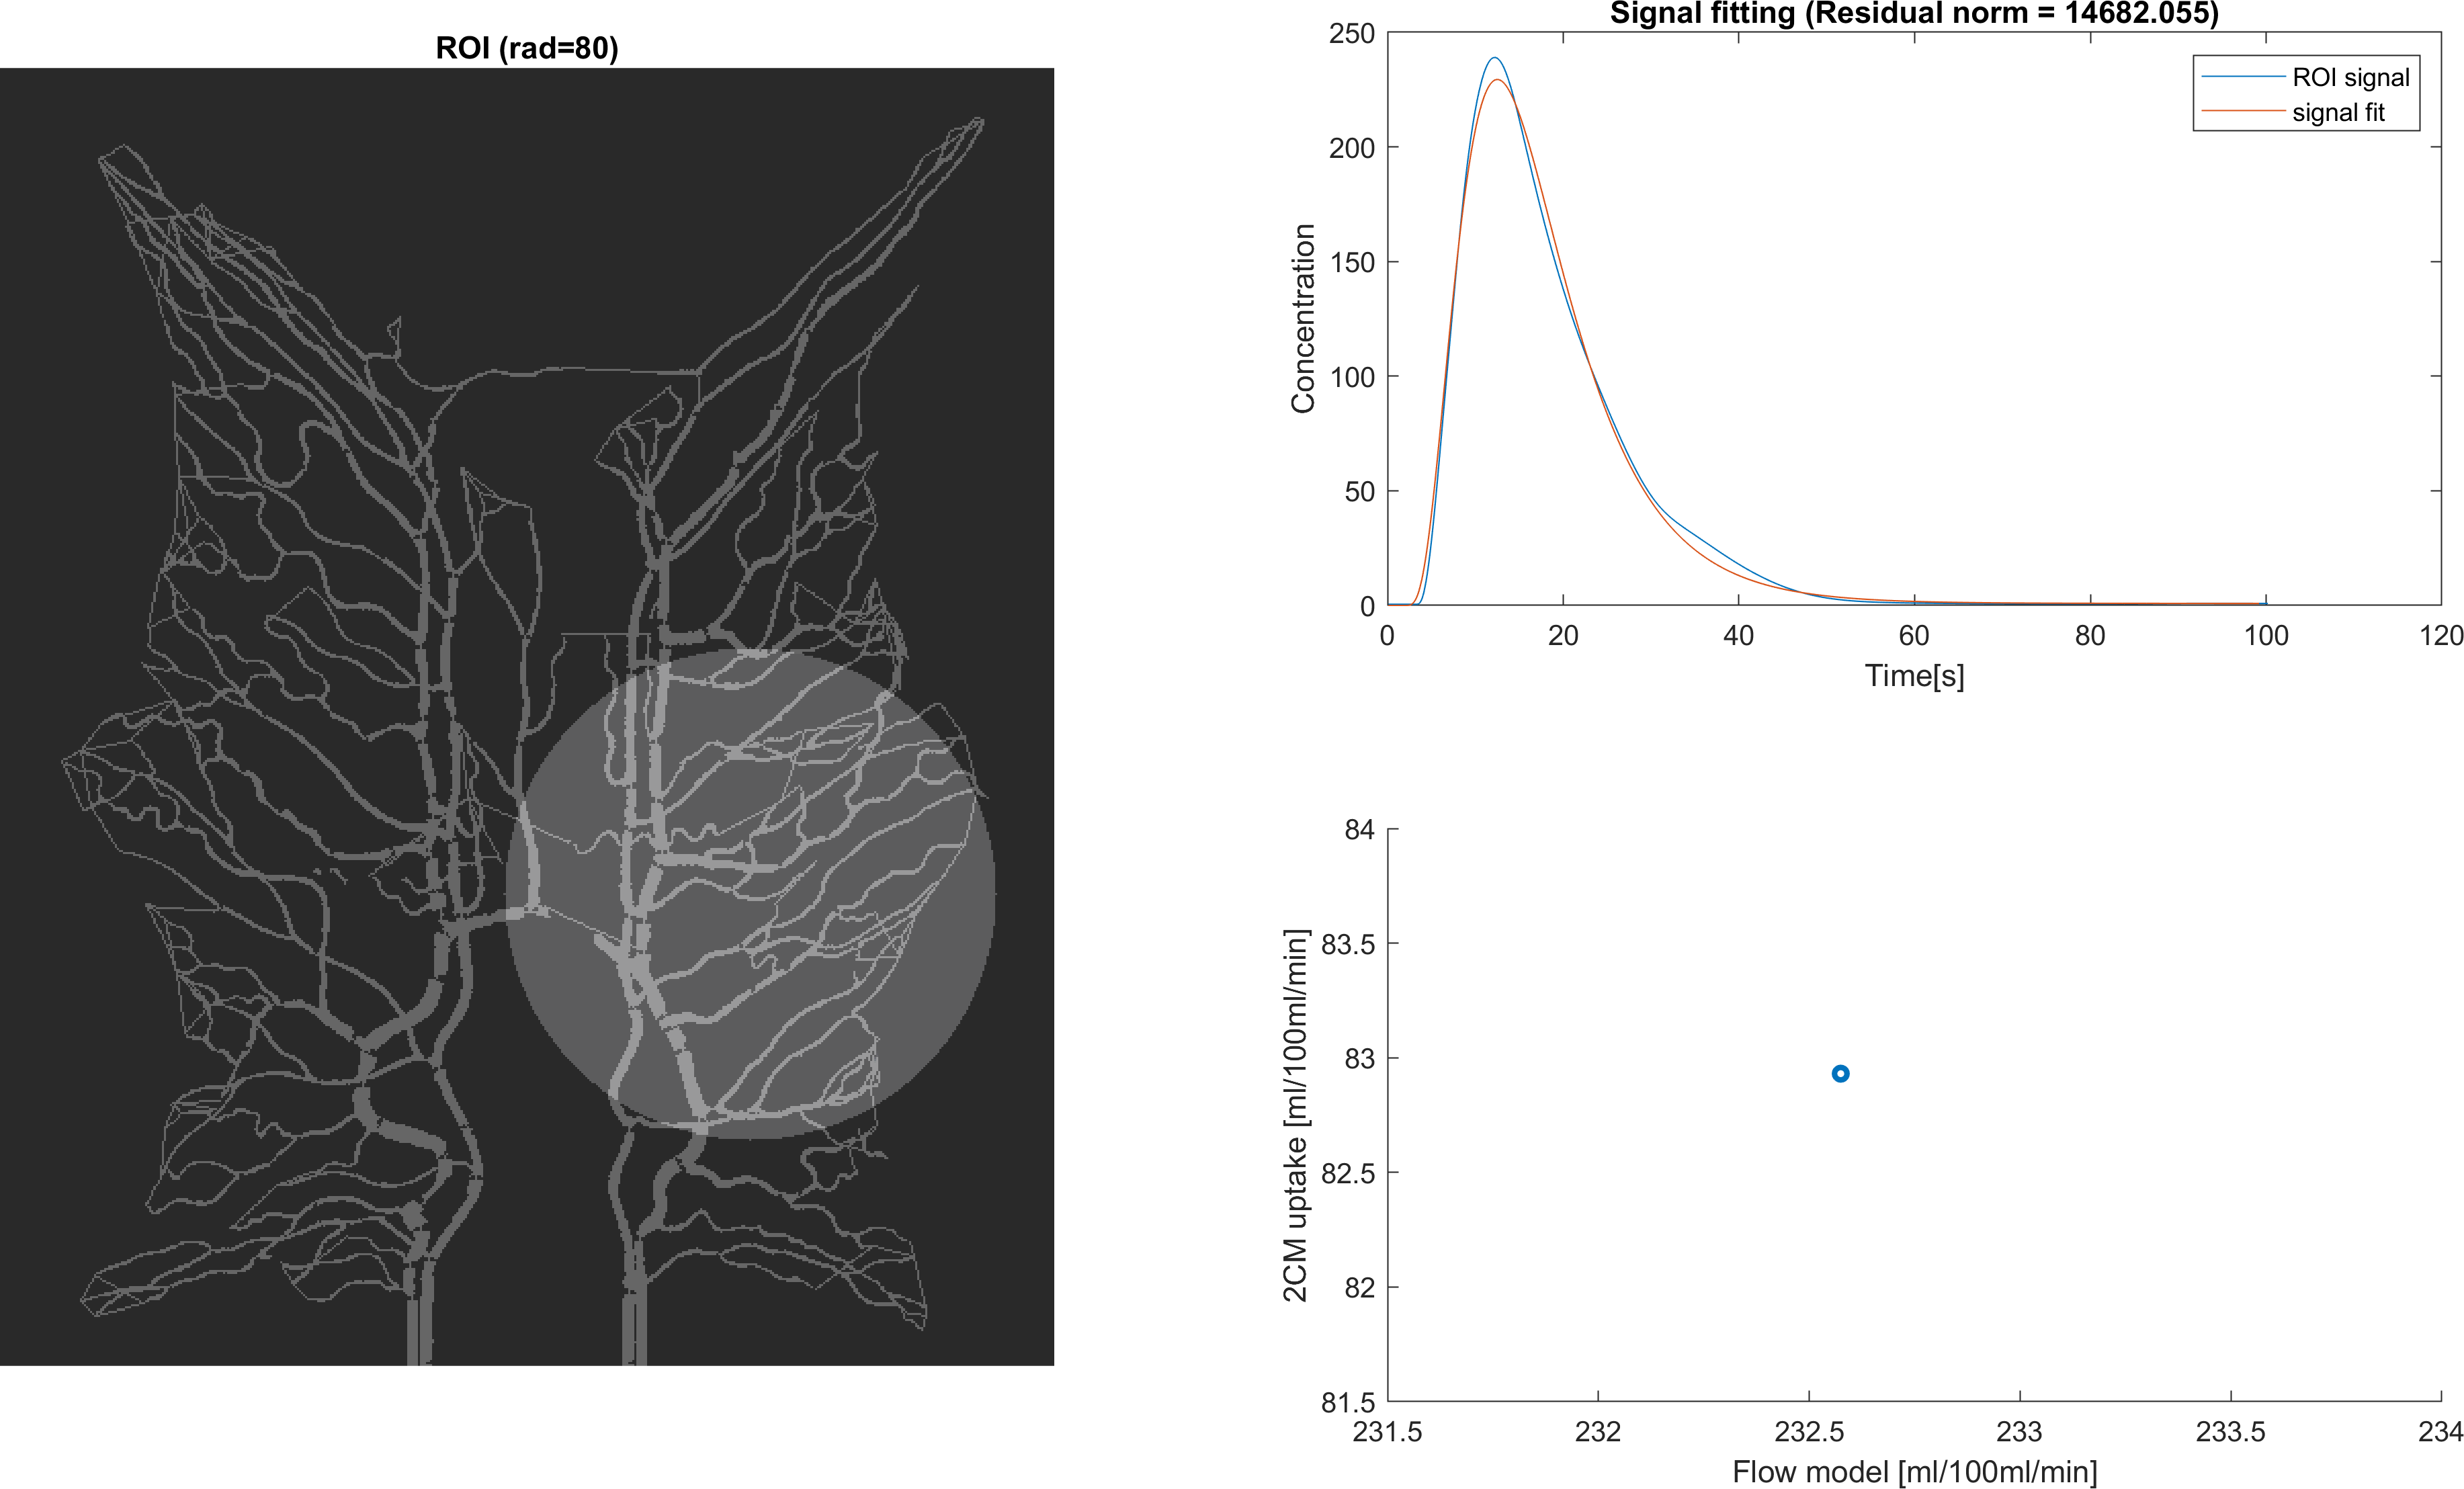 ROI (rad=80)
Signal fitting (Residual norm = 14682.055)
250
200
150
100
50
0
Concentration
ROI signal
signal fit
0 20 40 60 80 100 120
Time[s]
84
83.5
83
82.5
82
81.5
2CM uptake [ml/100ml/min]
231.5 232 232.5 233 233.5 234
Flow model [ml/100ml/min]